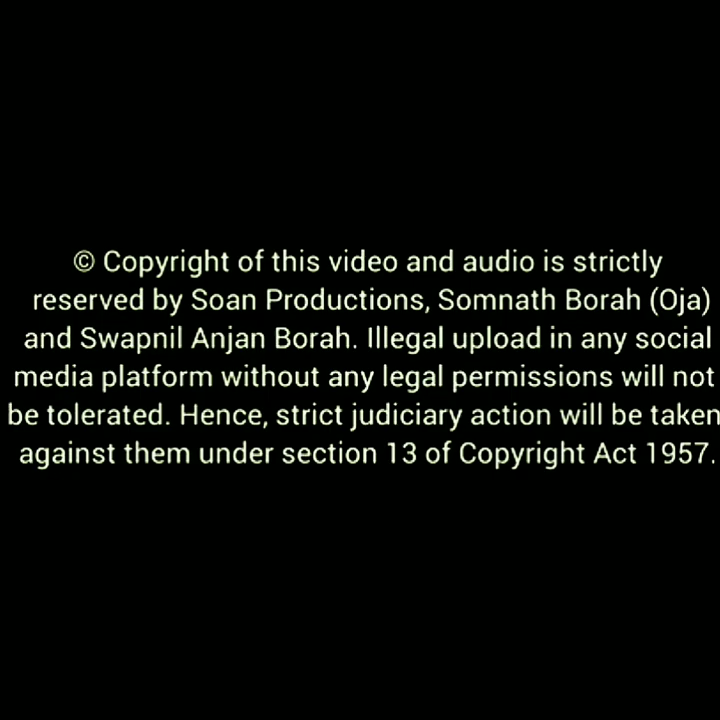 © Copyright of this video and audio is strictly
reserved by Soan Productions, Somnath Borah (Oja)
and Swapnil Anjan Borah. Illegal upload in any social
media platform without any legal permissions will not
be tolerated. Hence, strict judiciary action will be taken
against them under section 13 of Copyright Act 1957.